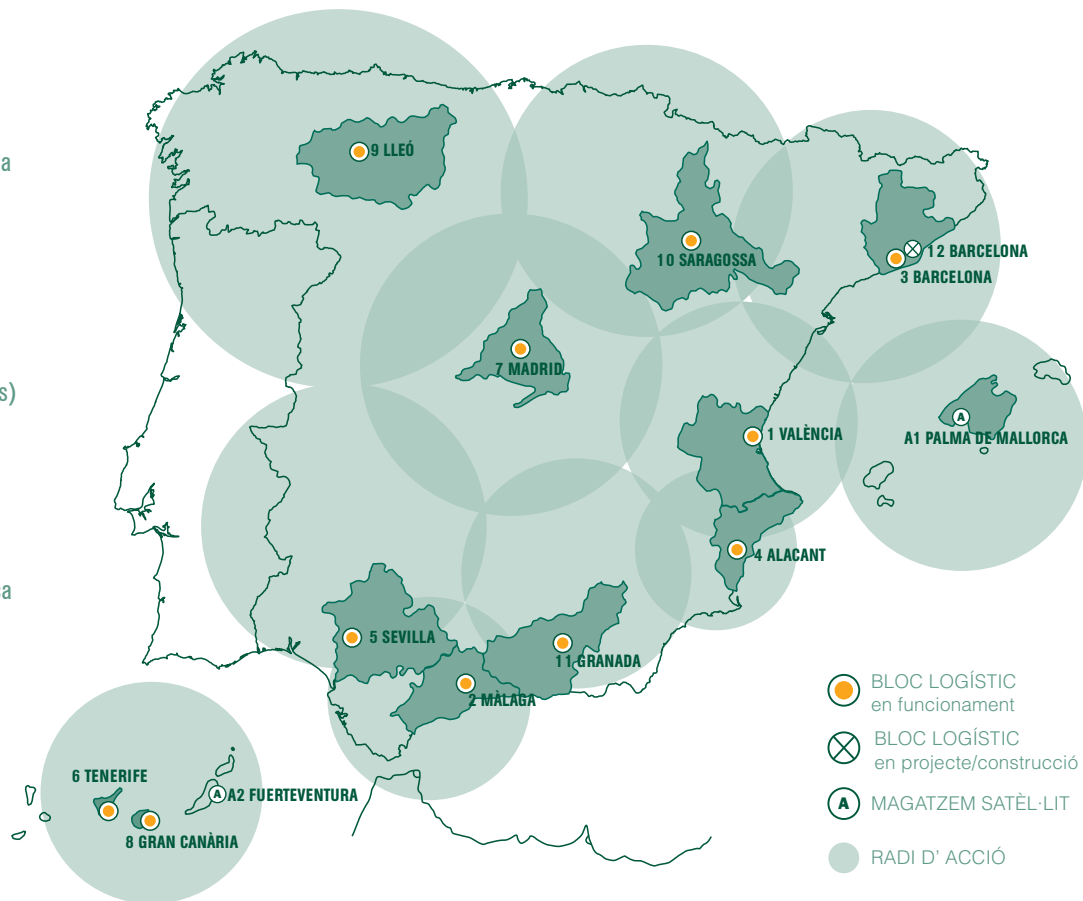 a
s)
sa
9 LLEÓ
10 SARAGOSSA
12 BARCELONA
3 BARCELONA
7 MADRID
1 VALÈNCIA
A
A1 PALMA DE MALLORCA
4 ALACANT
5 SEVILLA
11 GRANADA
2 MÀLAGA
6 TENERIFE
A
A2 FUERTEVENTURA
8 GRAN CANÀRIA
BLOC LOGÍSTIC
en funcionament
BLOC LOGÍSTIC
en projecte/construcció
A
MAGATZEM SATÈL·LIT
RADI D' ACCIÓ